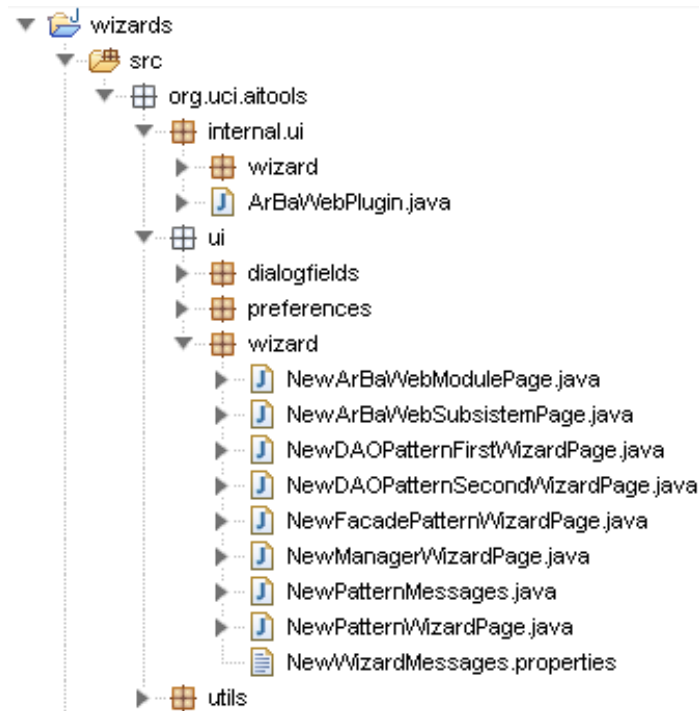 wizards
src
org.uci.aitools
internal.ui
wizard
ArBaWebPlugin.java
ui
dialogfields
preferences
wizard
NewArBaWebModulePage.java
NewArBaWebSubsistemPage.java
NewDAOPatternFirstWizardPage.java
NewDAOPatternSecondWizardPage.java
NewFacadePatternWizardPage.java
NewManagerWizardPage.java
NewPatternMessages.java
NewPatternWizardPage.java
NewWizardMessages.properties
utils